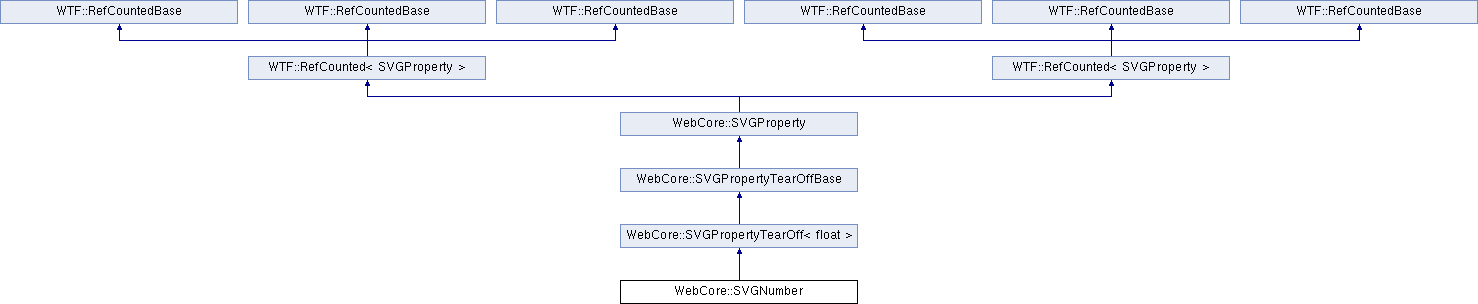 WTF::RefCountedBase
WTF::RefCountedBase
WTF::RefCountedBase
WTF::RefCountedBase
WTF::RefCountedBase
WTF::RefCountedBase
WTF::RefCounted< SVGProperty >
WTF::RefCounted< SVGProperty >
WebCore::SVGProperty
WebCore::SVGPropertyTearOffBase
WebCore::SVGPropertyTearOff< float >
WebCore::SVGNumber